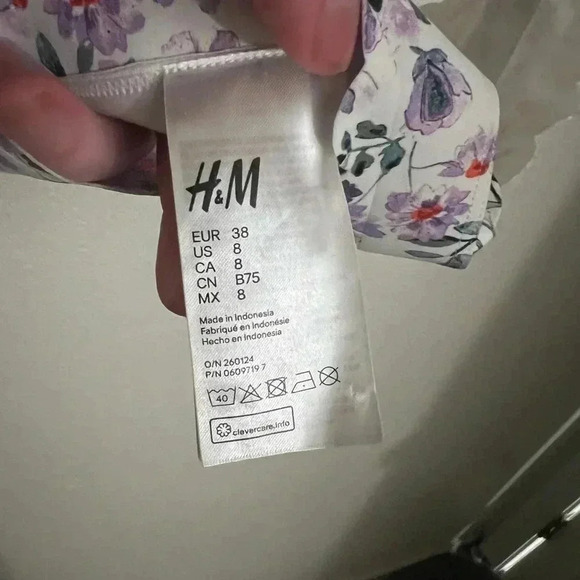 H&M
EUR 38
US 8
CA 8
CN B75
MX 8
Made in Indonesia
Fabriqué en Indonésie
Hecho en Indonesia
O/N 260124
P/N 0609719 7
40
clevercare.info